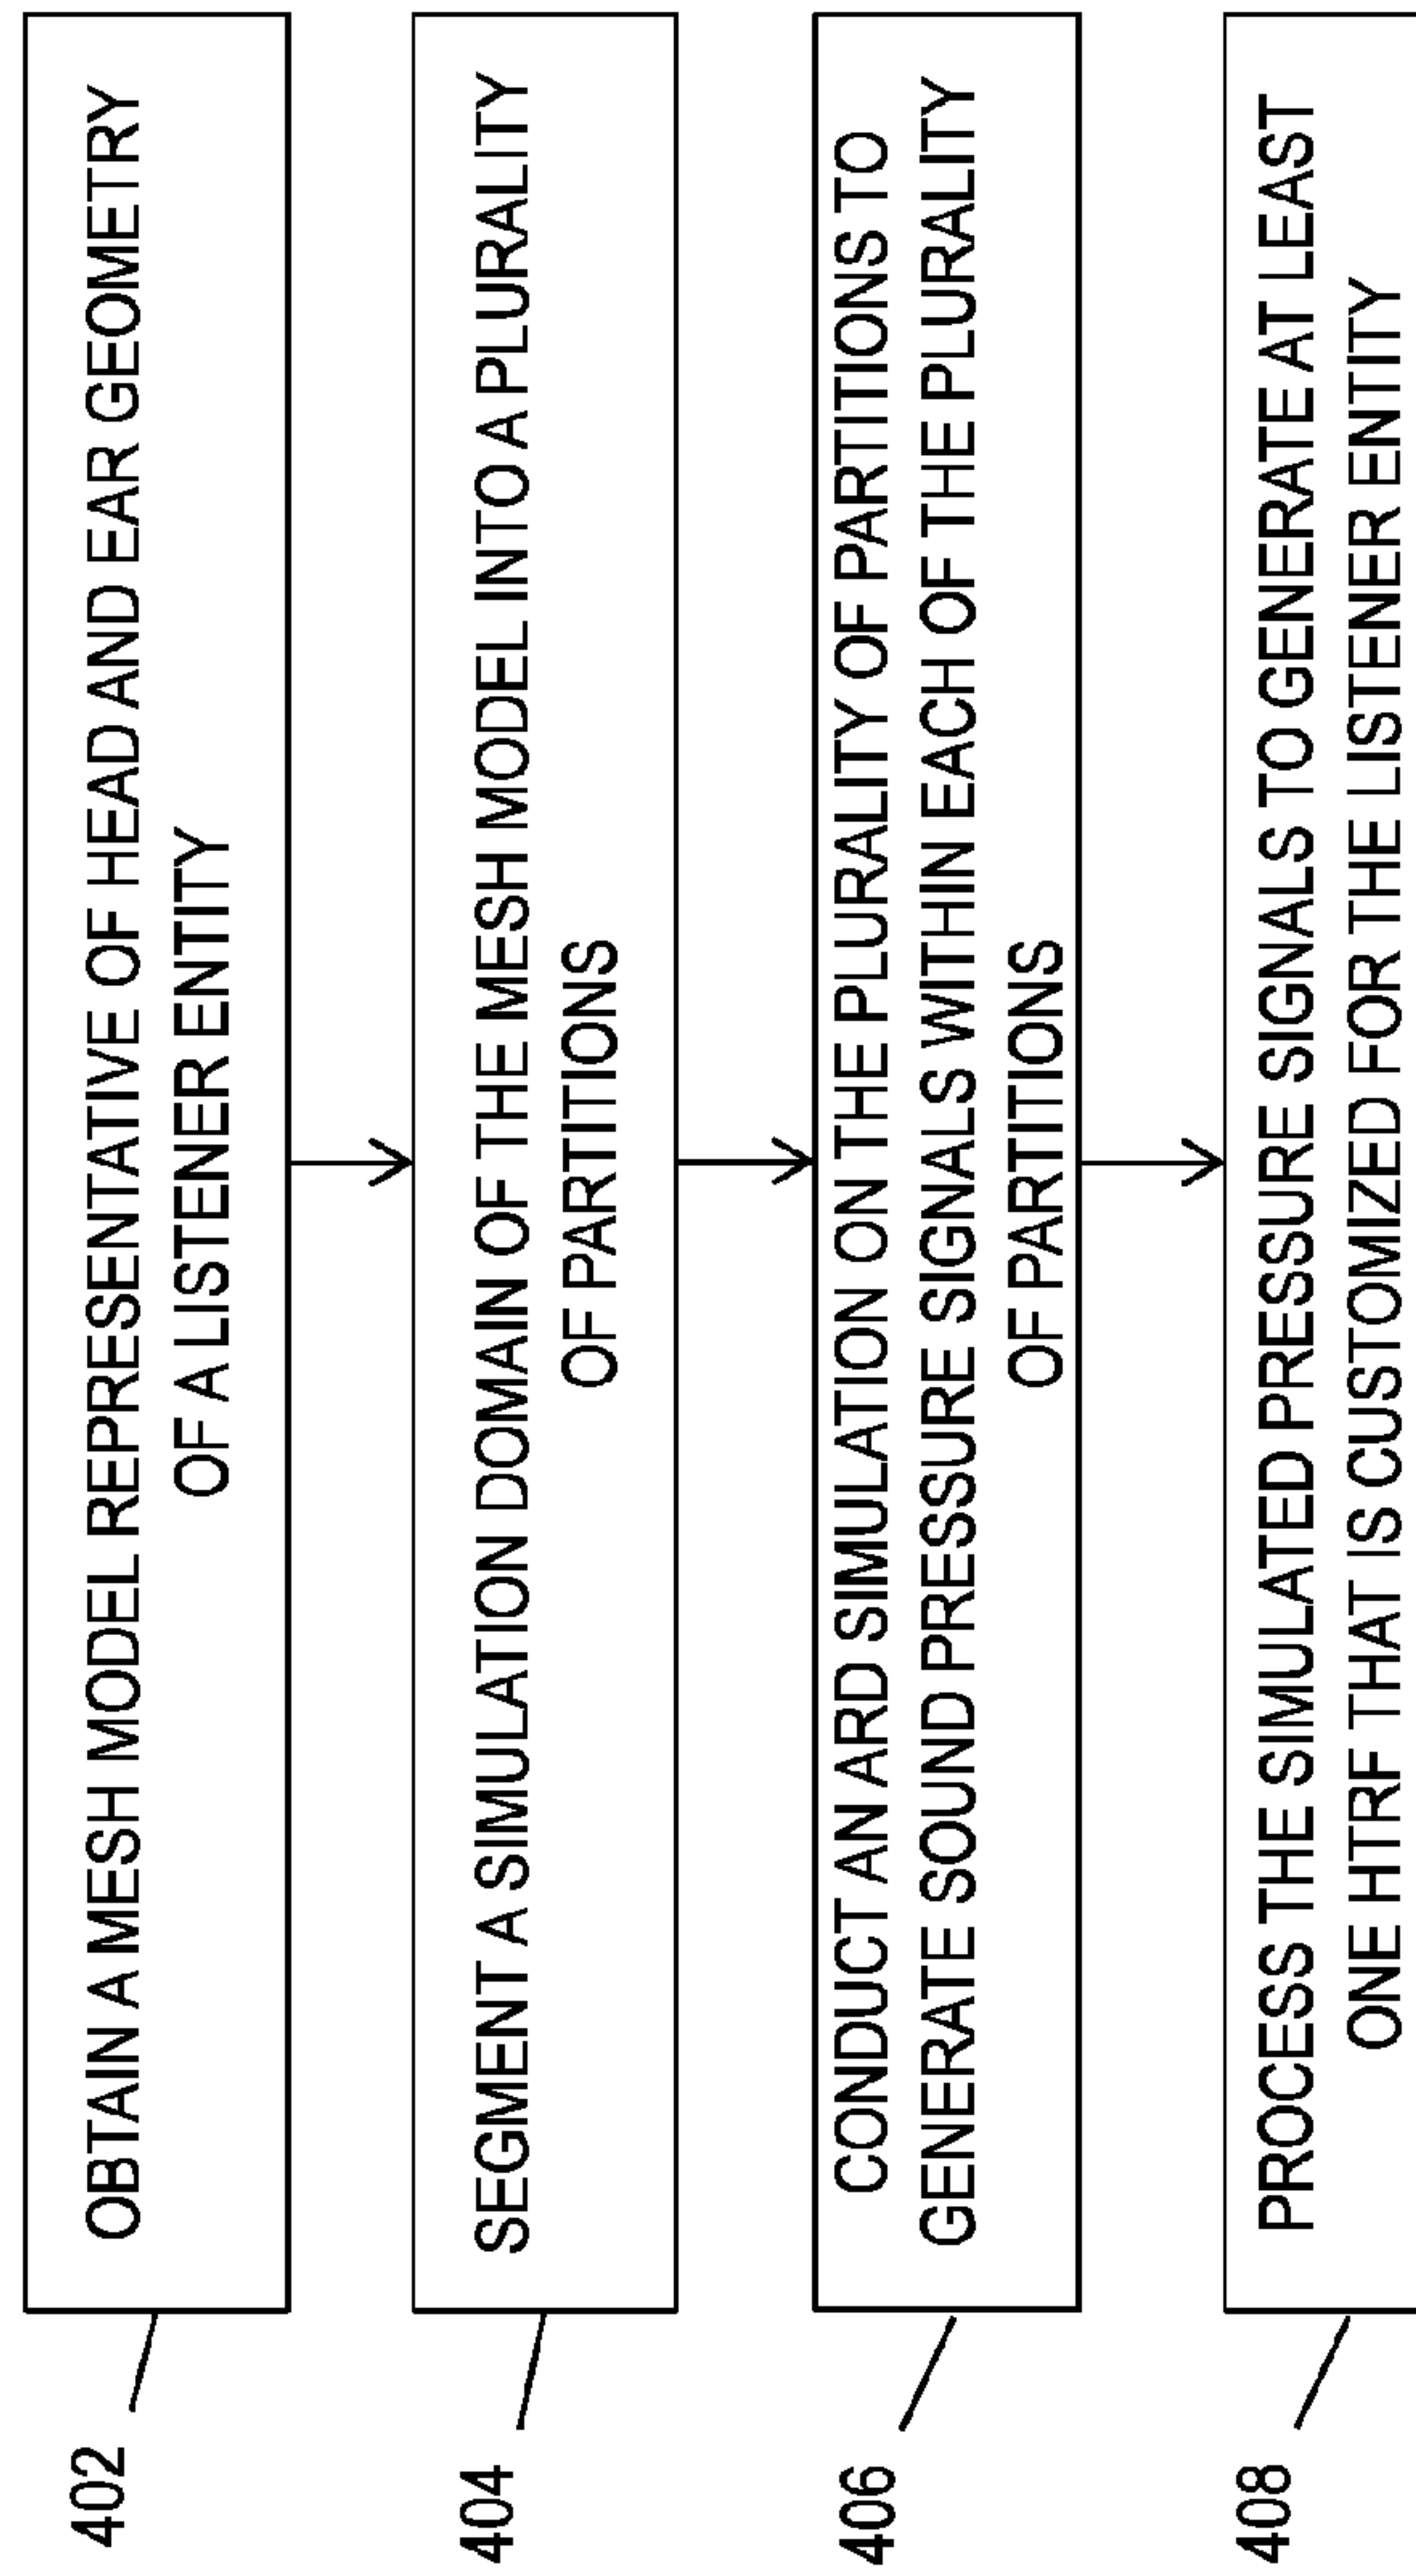 402
OBTAIN A MESH MODEL REPRESENTATIVE OF HEAD AND EAR GEOMETRY
OF A LISTENER ENTITY
404
SEGMENT A SIMULATION DOMAIN OF THE MESH MODEL INTO A PLURALITY
OF PARTITIONS
406
CONDUCT AN ARD SIMULATION ON THE PLURALITY OF PARTITIONS TO
GENERATE SOUND PRESSURE SIGNALS WITHIN EACH OF THE PLURALITY
OF PARTITIONS
408
PROCESS THE SIMULATED PRESSURE SIGNALS TO GENERATE AT LEAST
ONE HTRF THAT IS CUSTOMIZED FOR THE LISTENER ENTITY